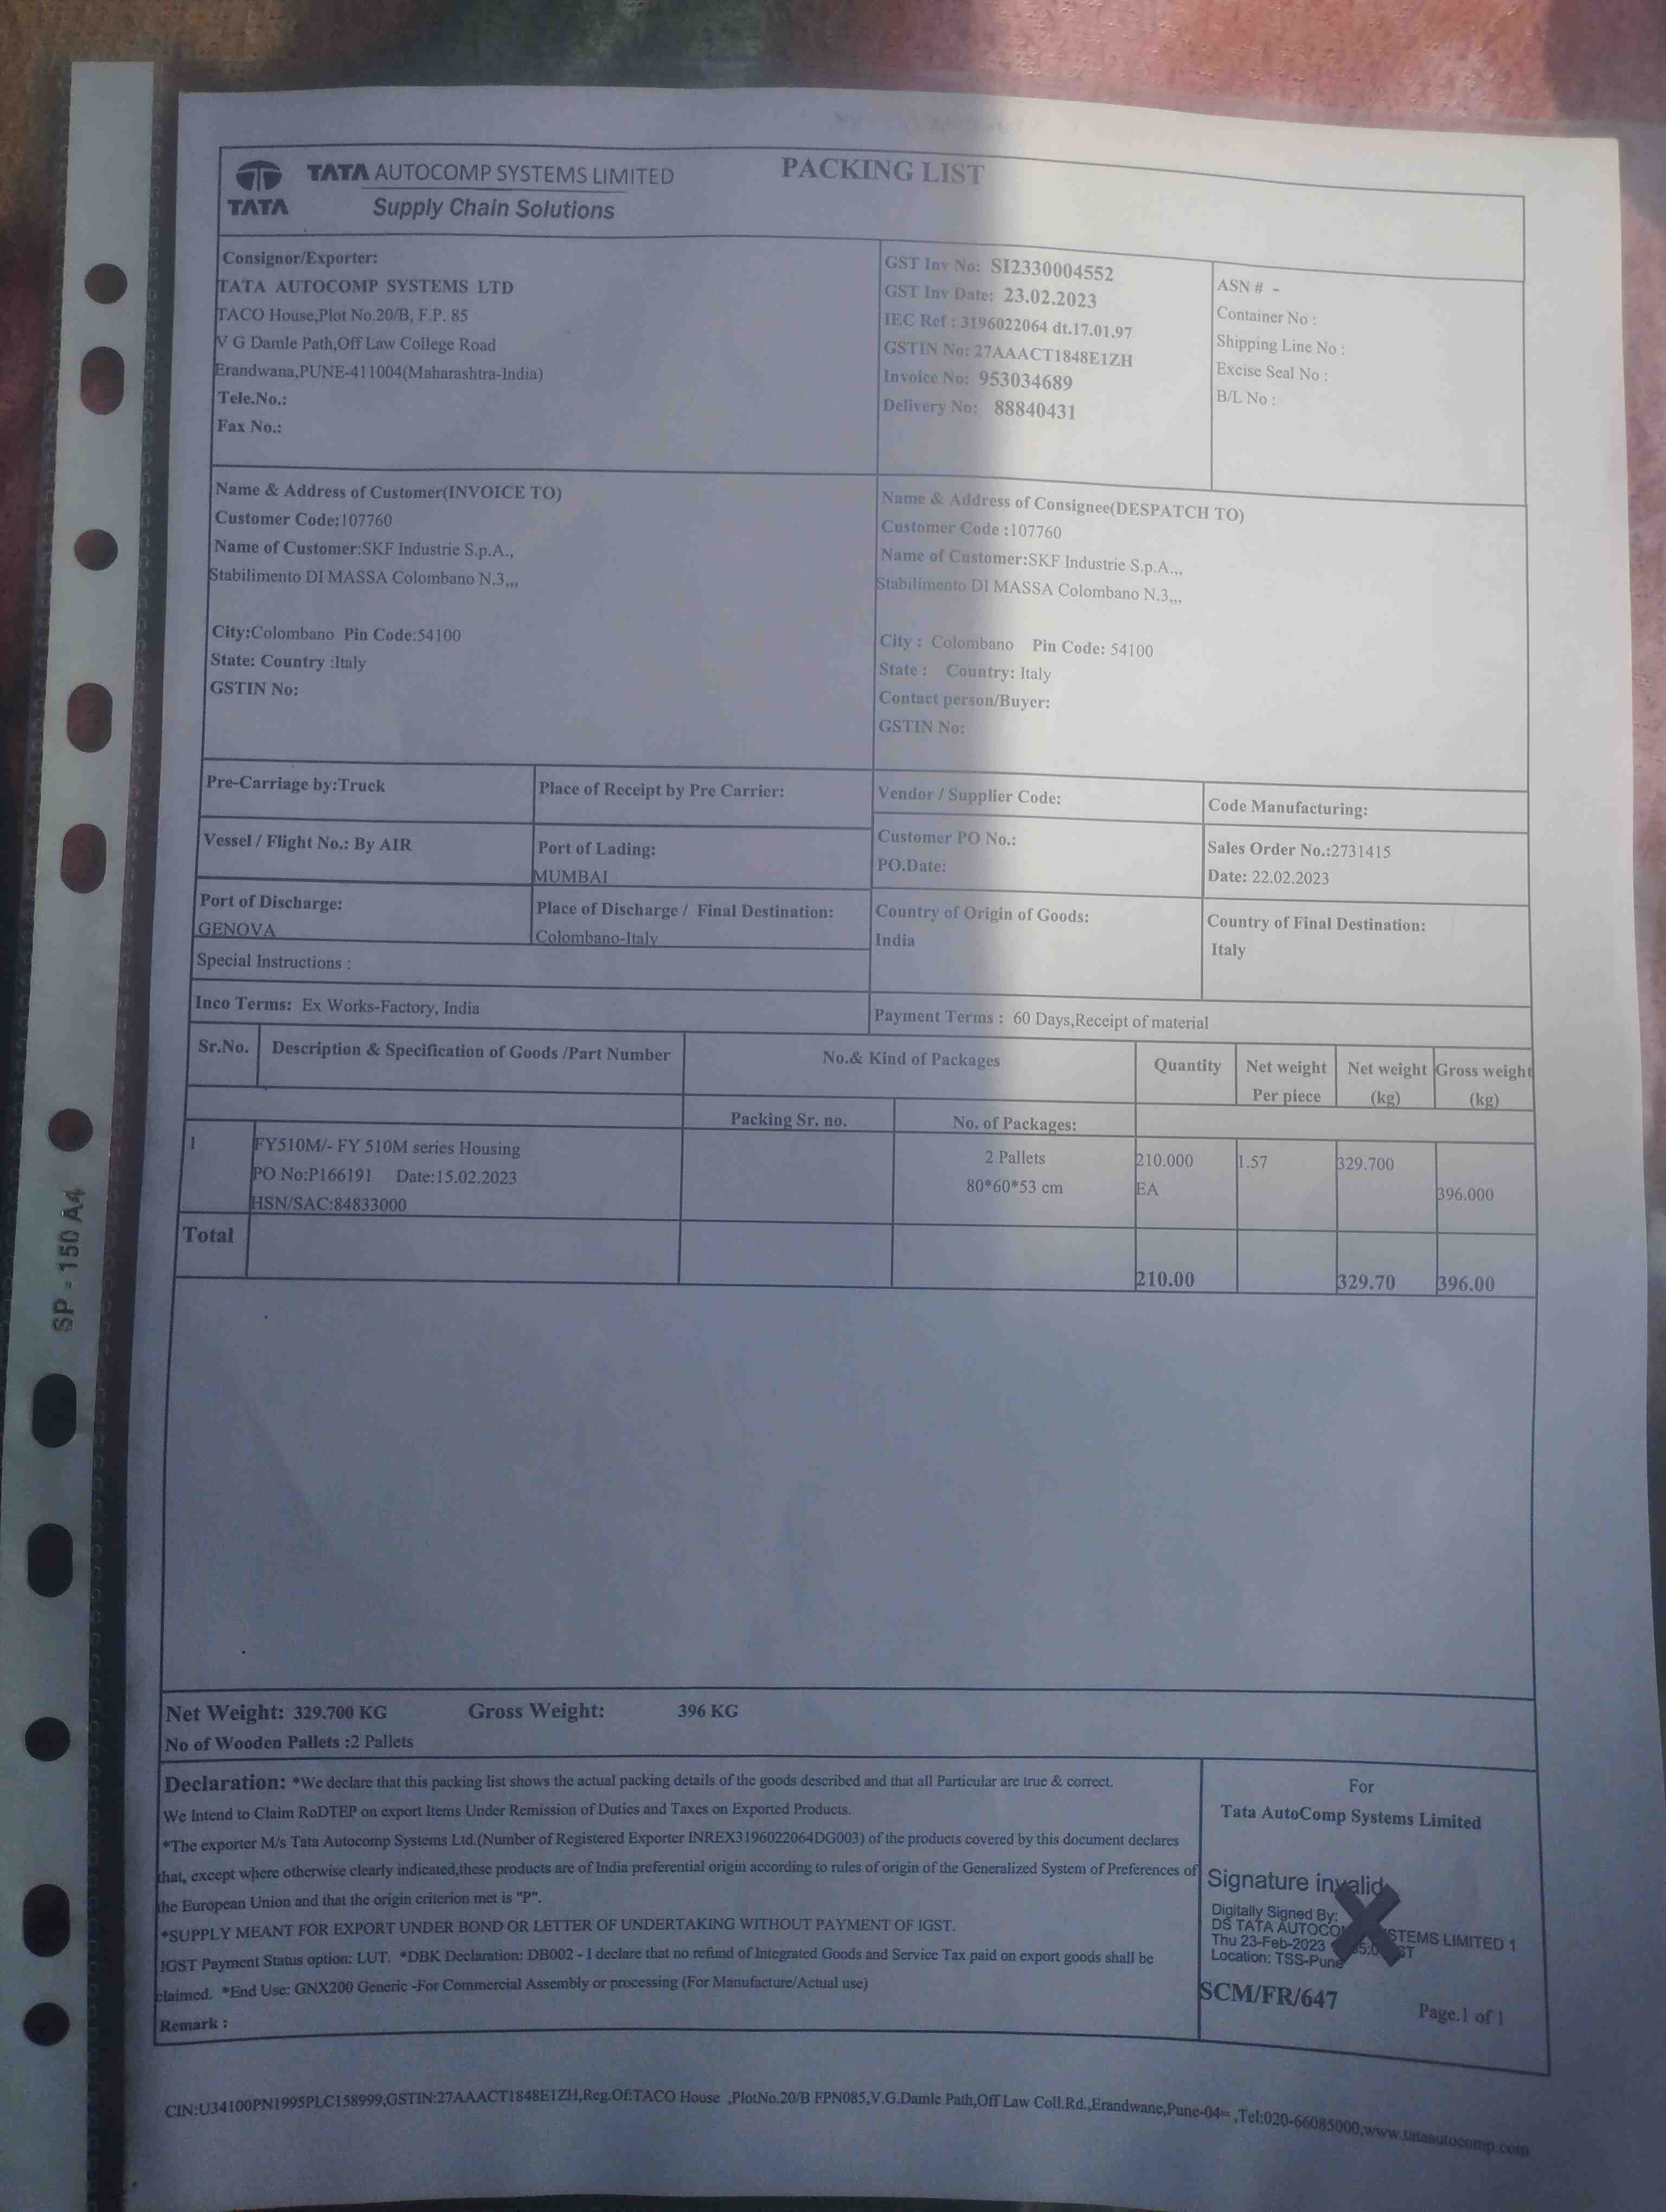 TATA
TATA AUTOCOMP SYSTEMS LIMITED
Supply Chain Solutions
PACKING LIST
Consignor/Exporter:
TATA AUTOCOMP SYSTEMS LTD
TACO House,Plot No.20/B, F.P. 85
V G Damle Path,Off Law College Road
Erandwana,PUNE-411004(Maharashtra-India)
Tele.No.:
Fax No.:
GST Inv No: SI2330004552
GST Inv Date: 23.02.2023
IEC Ref : 3196022064 dt.17.01.97
GSTIN No: 27AAACT1848E1ZH
Invoice No: 953034689
Delivery No: 88840431
ASN # -
Container No :
Shipping Line No :
Excise Seal No :
B/L No :
Name & Address of Customer(INVOICE TO)
Customer Code:107760
Name of Customer:SKF Industrie S.p.A.,
Stabilimento DI MASSA Colombano N.3,,,
City:Colombano Pin Code:54100
State: Country :Italy
GSTIN No:
Name & Address of Consignee(DESPATCH TO)
Customer Code :107760
Name of Customer:SKF Industrie S.p.A.,,
Stabilimento DI MASSA Colombano N.3,,,
City : Colombano Pin Code: 54100
State : Country: Italy
Contact person/Buyer:
GSTIN No:
Pre-Carriage by:Truck
Place of Receipt by Pre Carrier:
Vendor / Supplier Code:
Code Manufacturing:
Vessel / Flight No.: By AIR
Port of Lading:
MUMBAI
Customer PO No.:
PO.Date:
Sales Order No.:2731415
Date: 22.02.2023
Port of Discharge:
GENOVA
Place of Discharge / Final Destination:
Colombano-Italy
Country of Origin of Goods:
India
Country of Final Destination:
Italy
Special Instructions :
Inco Terms: Ex Works-Factory, India
Payment Terms : 60 Days,Receipt of material
Sr.No. Description & Specification of Goods /Part Number No.& Kind of Packages Quantity Net weight Net weight Gross weight
Per piece (kg) (kg)
Packing Sr. no. No. of Packages:
1 FY510M/- FY 510M series Housing 2 Pallets 210.000 1.57 329.700
PO No:P166191 Date:15.02.2023 80*60*53 cm EA 396.000
HSN/SAC:84833000
Total
210.00 329.70 396.00
Net Weight: 329.700 KG Gross Weight: 396 KG
No of Wooden Pallets :2 Pallets
Declaration: *We declare that this packing list shows the actual packing details of the goods described and that all Particular are true & correct.
We Intend to Claim RoDTEP on export Items Under Remission of Duties and Taxes on Exported Products.
*The exporter M/s Tata Autocomp Systems Ltd.(Number of Registered Exporter INREX3196022064DG003) of the products covered by this document declares
that, except where otherwise clearly indicated,these products are of India preferential origin according to rules of origin of the Generalized System of Preferences of
the European Union and that the origin criterion met is "P".
*SUPPLY MEANT FOR EXPORT UNDER BOND OR LETTER OF UNDERTAKING WITHOUT PAYMENT OF IGST.
IGST Payment Status option: LUT. *DBK Declaration: DB002 - I declare that no refund of Integrated Goods and Service Tax paid on export goods shall be
claimed. *End Use: GNX200 Generic -For Commercial Assembly or processing (For Manufacture/Actual use)
Remark :
For
Tata AutoComp Systems Limited
Signature invalid
Digitally Signed By:
DS TATA AUTOCO STEMS LIMITED 1
Thu 23-Feb-2023
Location: TSS-Pune
SCM/FR/647
Page.1 of 1
CIN:U34100PN1995PLC158999,GSTIN:27AAACT1848E1ZH,Reg.Of:TACO House ,PlotNo.20/B FPN085,V.G.Damle Path,Off Law Coll.Rd.,Erandwane,Pune-04= ,Tel:020-66085000,www.tataautocomp.com
SP - 150 A4